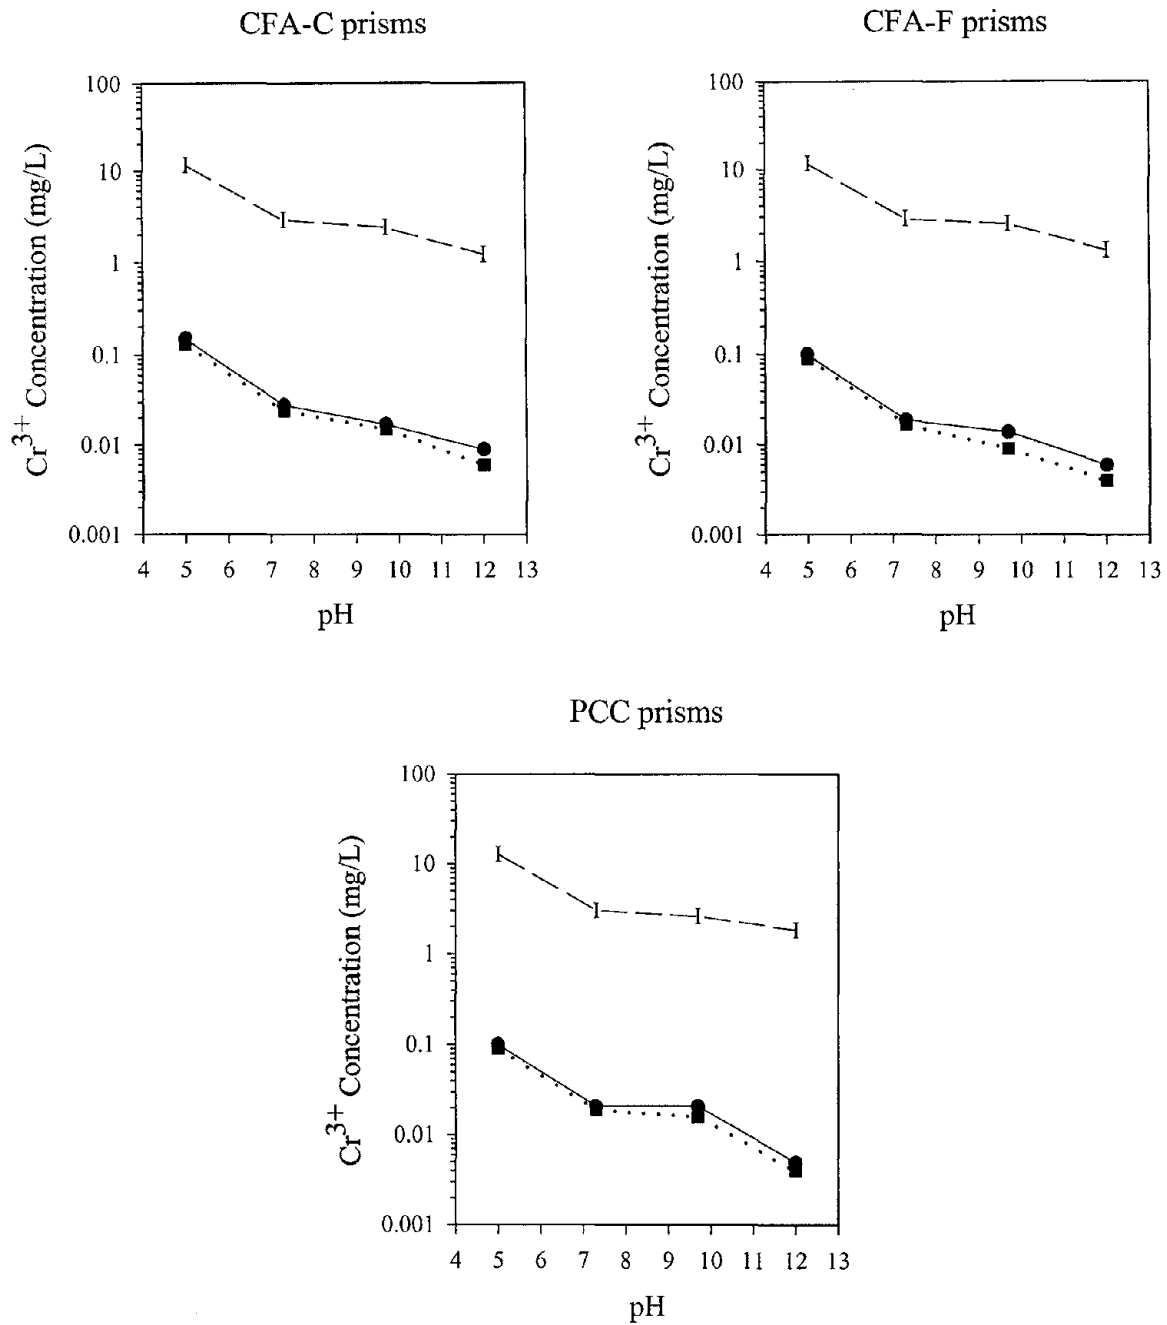 CFA-C prisms
100
10
1
0.1
0.01
0.001
Cr3+ Concentration (mg/L)
4 5 6 7 8 9 10 11 12 13
pH
CFA-F prisms
100
10
1
0.1
0.01
0.001
Cr3+ Concentration (mg/L)
4 5 6 7 8 9 10 11 12 13
pH
PCC prisms
100
10
1
0.1
0.01
0.001
Cr3+ Concentration (mg/L)
4 5 6 7 8 9 10 11 12 13
pH